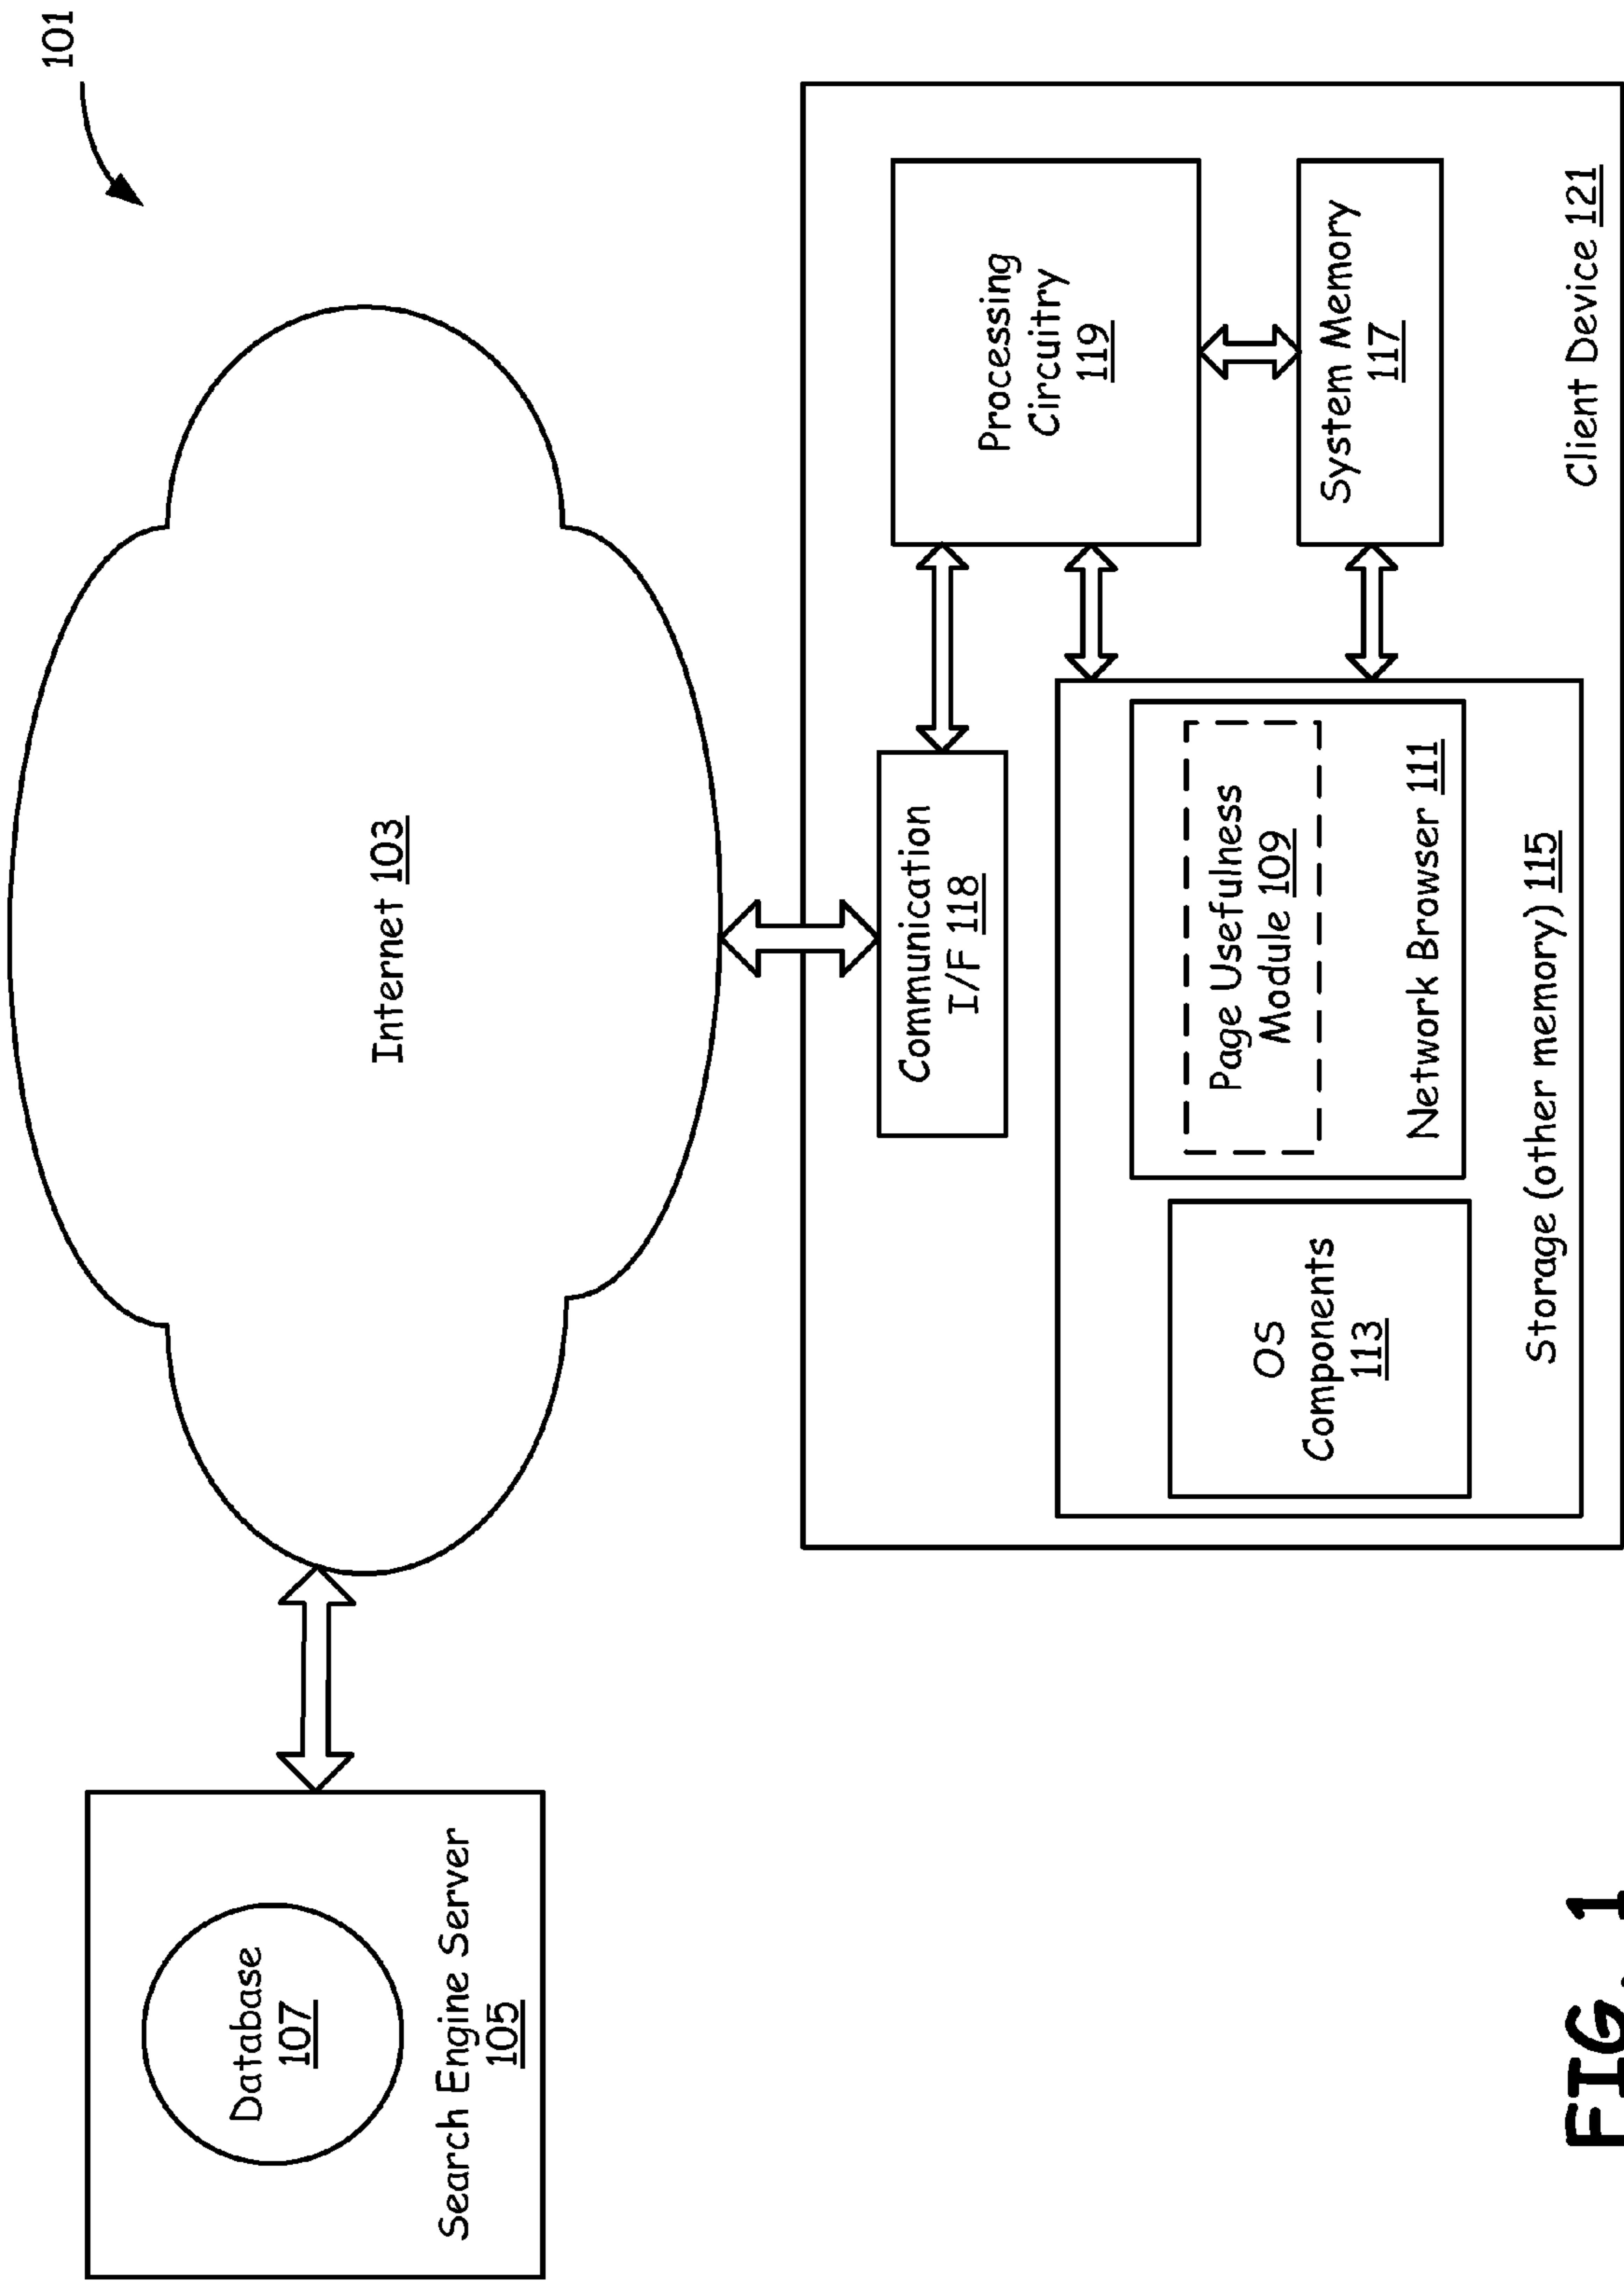 101
Internet 103
Database
107
Search Engine Server
105
Communication
I/F 118
Processing
Circuitry
119
System Memory
117
OS
Components
113
Page Usefulness
Module 109
Network Browser 111
Storage (other memory) 115
Client Device 121
FIG. 1